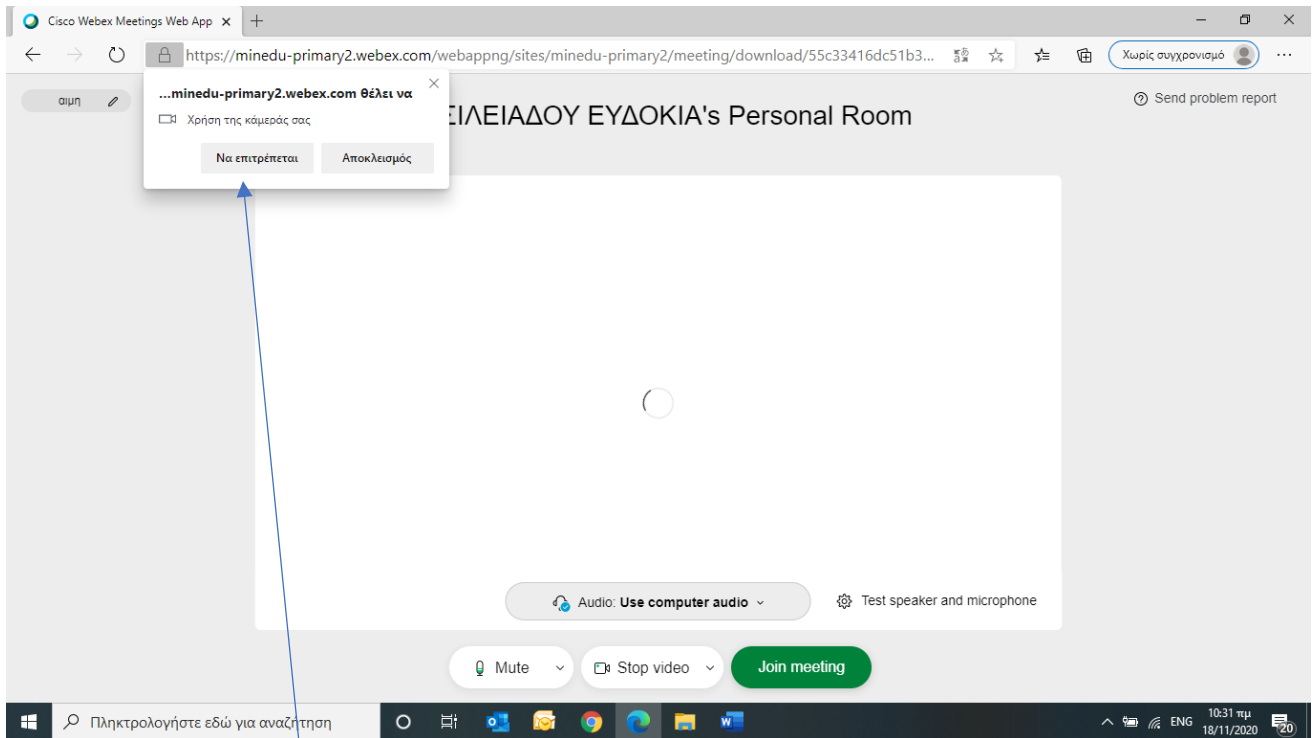 Cisco Webex Meetings Web App
https://minedu-primary2.webex.com/webappng/sites/minedu-primary2/meeting/download/55c33416dc51b3...
Χωρίς συγχρονισμό
αιμη
...minedu-primary2.webex.com θέλει να
Χρήση της κάμεράς σας
Να επιτρέπεται Αποκλεισμός
ΣΙΛΕΙΑΔΟΥ ΕΥΔΟΚΙΑ's Personal Room
Send problem report
Audio: Use computer audio
Test speaker and microphone
Mute
Stop video
Join meeting
Πληκτρολογήστε εδώ για αναζήτηση
ENG
10:31 πμ
18/11/2020
20